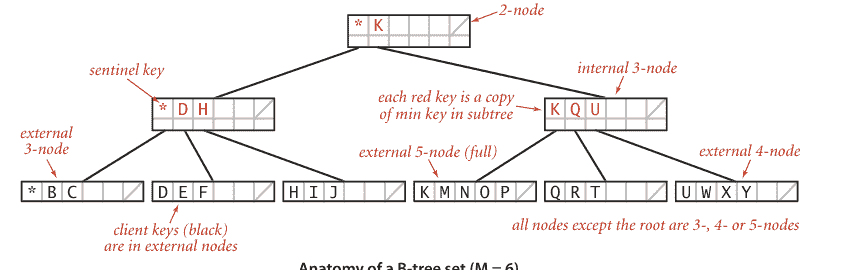 2-node
* K
sentinel key
internal 3-node
each red key is a copy
of min key in subtree
* D H
K Q U
external
3-node
external 5-node (full)
external 4-node
* B C
D E F
H I J
K M N O P
Q R T
U W X Y
client keys (black)
are in external nodes
all nodes except the root are 3-, 4- or 5-nodes
Anatomy of a B-tree set (M = 6)